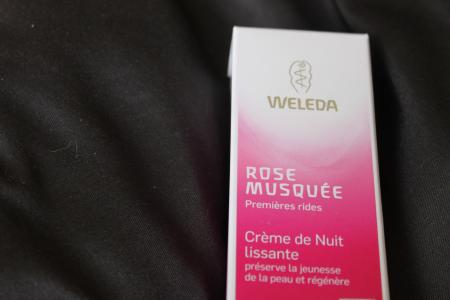 WELEDA
ROSE
MUSQUÉE
Premières rides
Crème de Nuit
lissante
préserve la jeunesse
de la peau et régénère